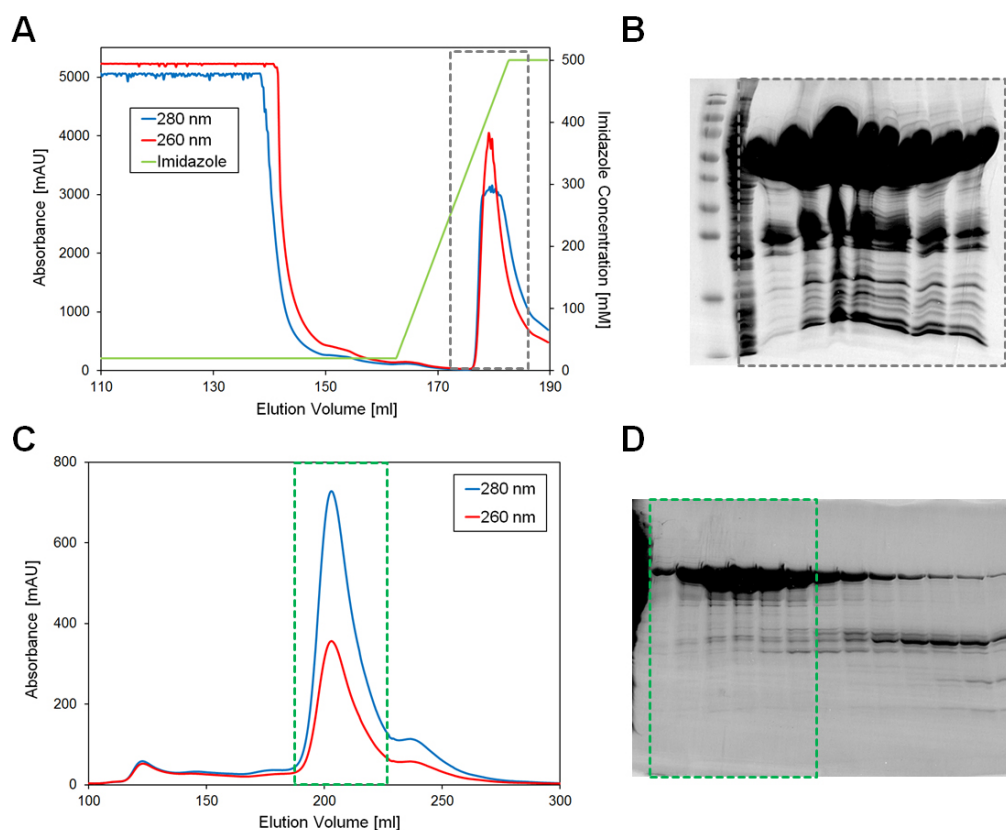 A
Absorbance [mAU]
5000
4000
3000
2000
1000
0
280 nm
260 nm
Imidazole
500
400
300
200
100
0
Imidazole Concentration [mM]
110
130
150
170
190
Elution Volume [ml]
B
C
Absorbance [mAU]
800
600
400
200
0
280 nm
260 nm
100
150
200
250
300
Elution Volume [ml]
D